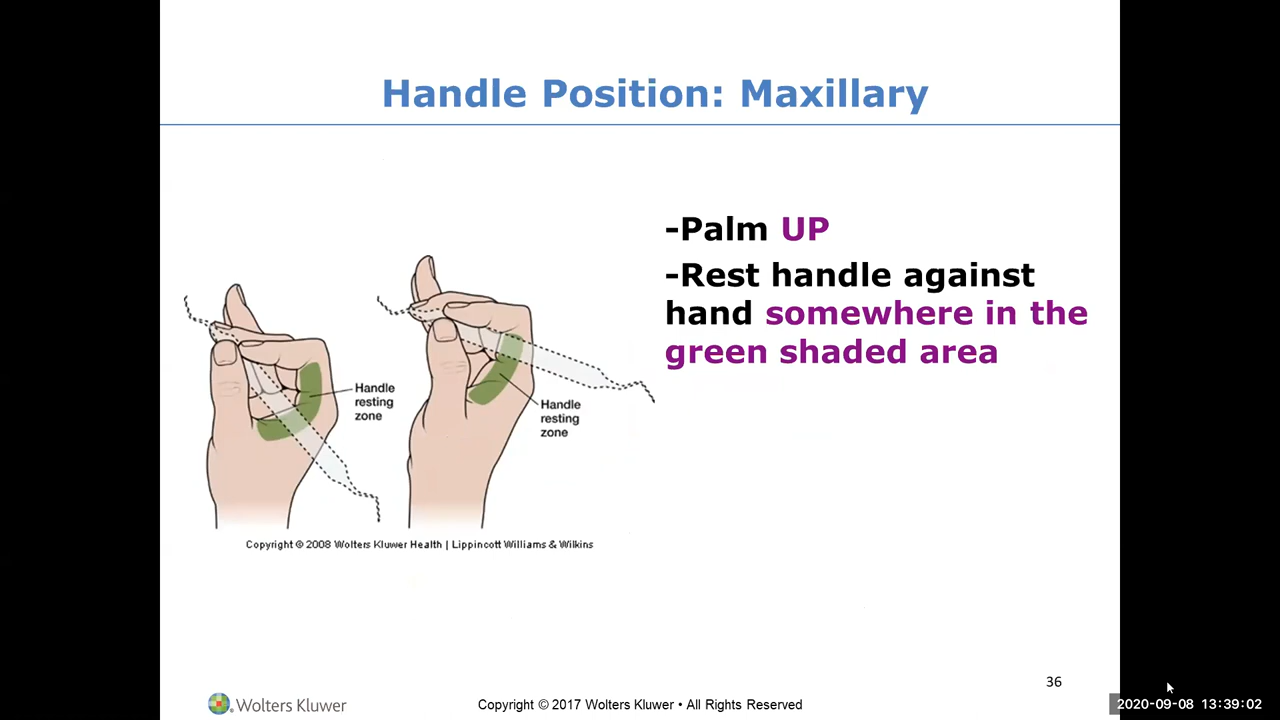 Handle Position: Maxillary
-Palm UP
-Rest handle against
hand somewhere in the
green shaded area
Handle
resting
zone
Handle
resting
zone
Copyright © 2008 Wolters Kluwer Health | Lippincott Williams & Wilkins
36
Wolters Kluwer
Copyright © 2017 Wolters Kluwer • All Rights Reserved
2020-09-08 13:39:02